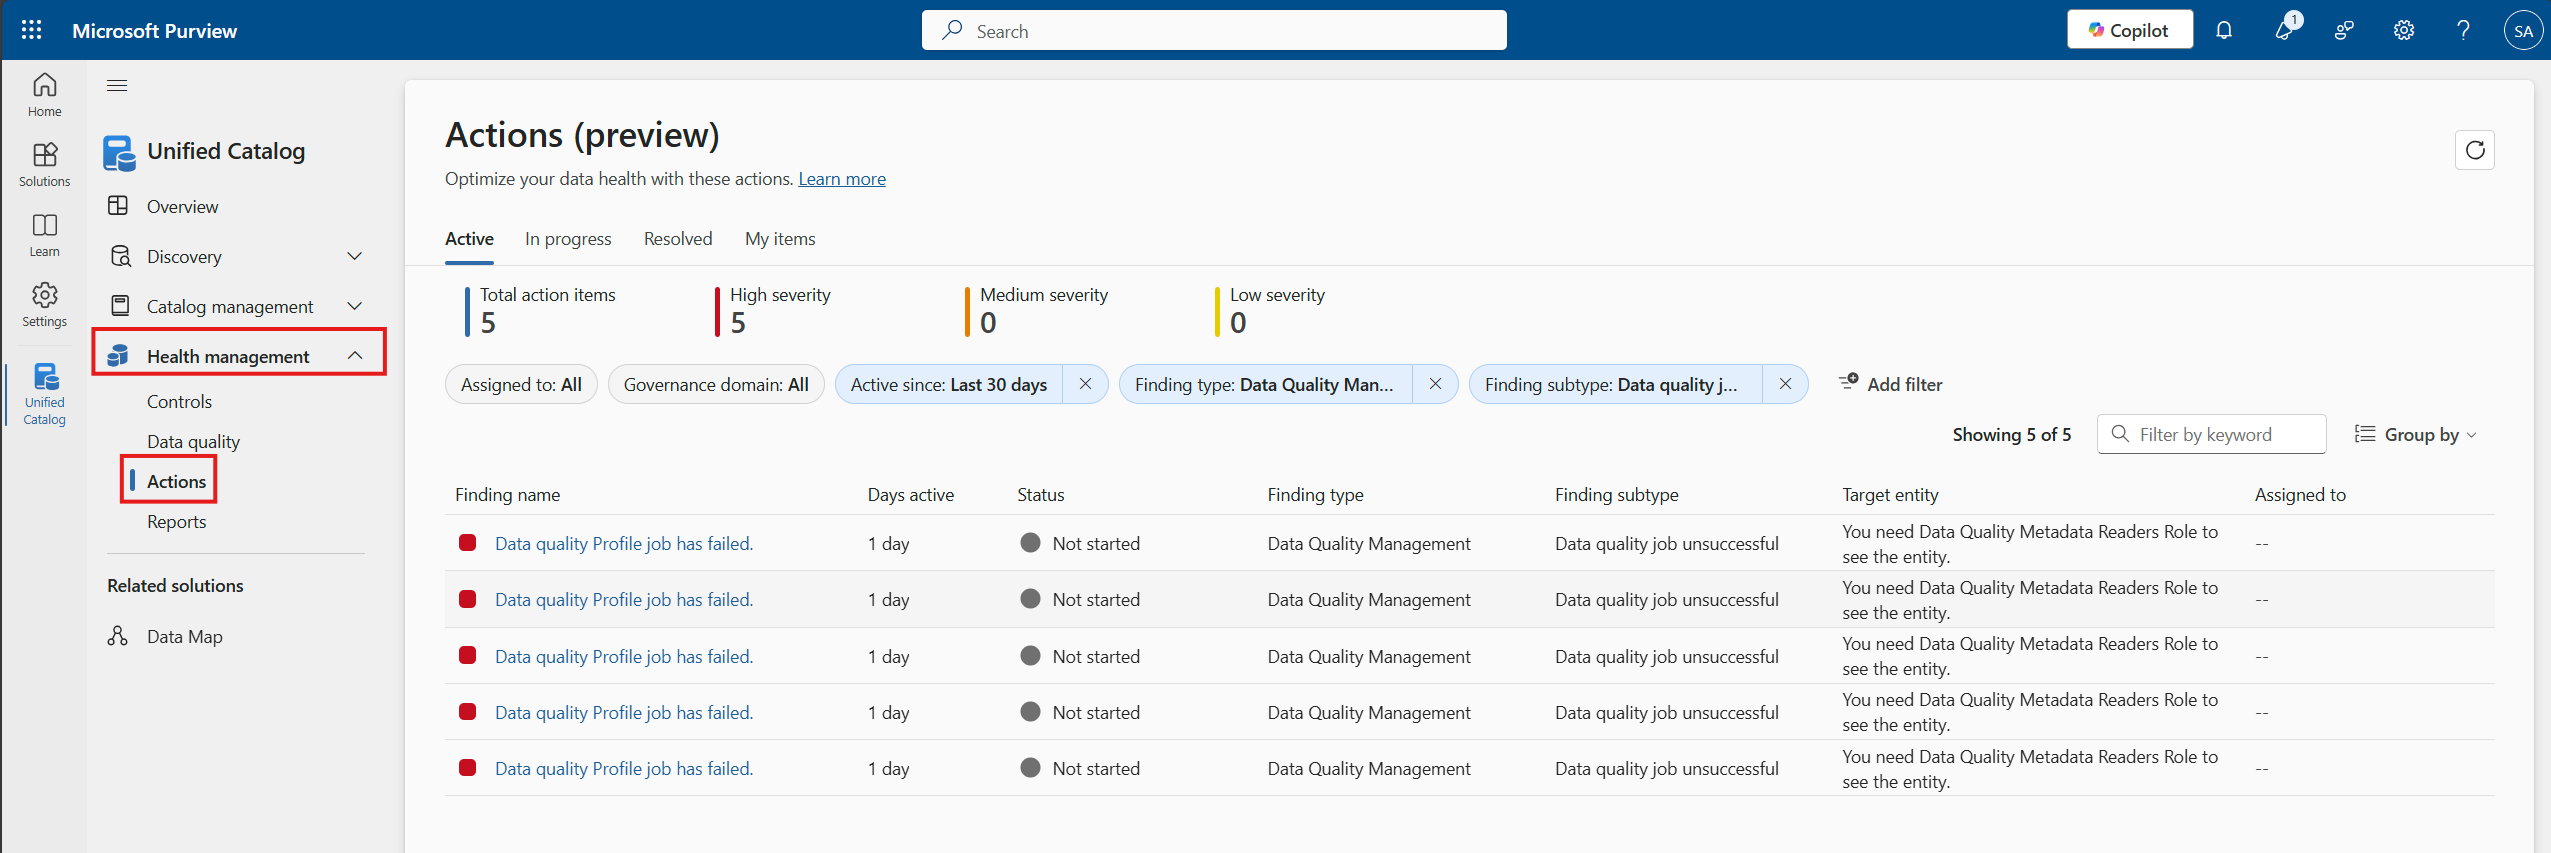 Microsoft Purview
Search
Copilot
1
SA
Home
Solutions
Learn
Settings
Unified
Catalog
Unified Catalog
Overview
Discovery
Catalog management
Health management
Controls
Data quality
Actions
Reports
Related solutions
Data Map
Actions (preview)
Optimize your data health with these actions. Learn more
Active In progress Resolved My items
Total action items High severity Medium severity Low severity
5 5 0 0
Assigned to: All Governance domain: All Active since: Last 30 days Finding type: Data Quality Man... Finding subtype: Data quality j... Add filter
Showing 5 of 5 Filter by keyword Group by
Finding name Days active Status Finding type Finding subtype Target entity Assigned to
Data quality Profile job has failed. 1 day Not started Data Quality Management Data quality job unsuccessful You need Data Quality Metadata Readers Role to --
see the entity.
Data quality Profile job has failed. 1 day Not started Data Quality Management Data quality job unsuccessful You need Data Quality Metadata Readers Role to --
see the entity.
Data quality Profile job has failed. 1 day Not started Data Quality Management Data quality job unsuccessful You need Data Quality Metadata Readers Role to --
see the entity.
Data quality Profile job has failed. 1 day Not started Data Quality Management Data quality job unsuccessful You need Data Quality Metadata Readers Role to --
see the entity.
Data quality Profile job has failed. 1 day Not started Data Quality Management Data quality job unsuccessful You need Data Quality Metadata Readers Role to --
see the entity.